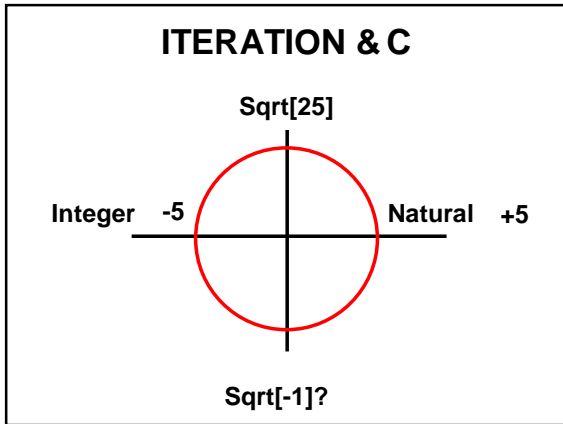 ITERATION & C
Sqrt[25]
Integer -5 Natural +5
Sqrt[-1]?